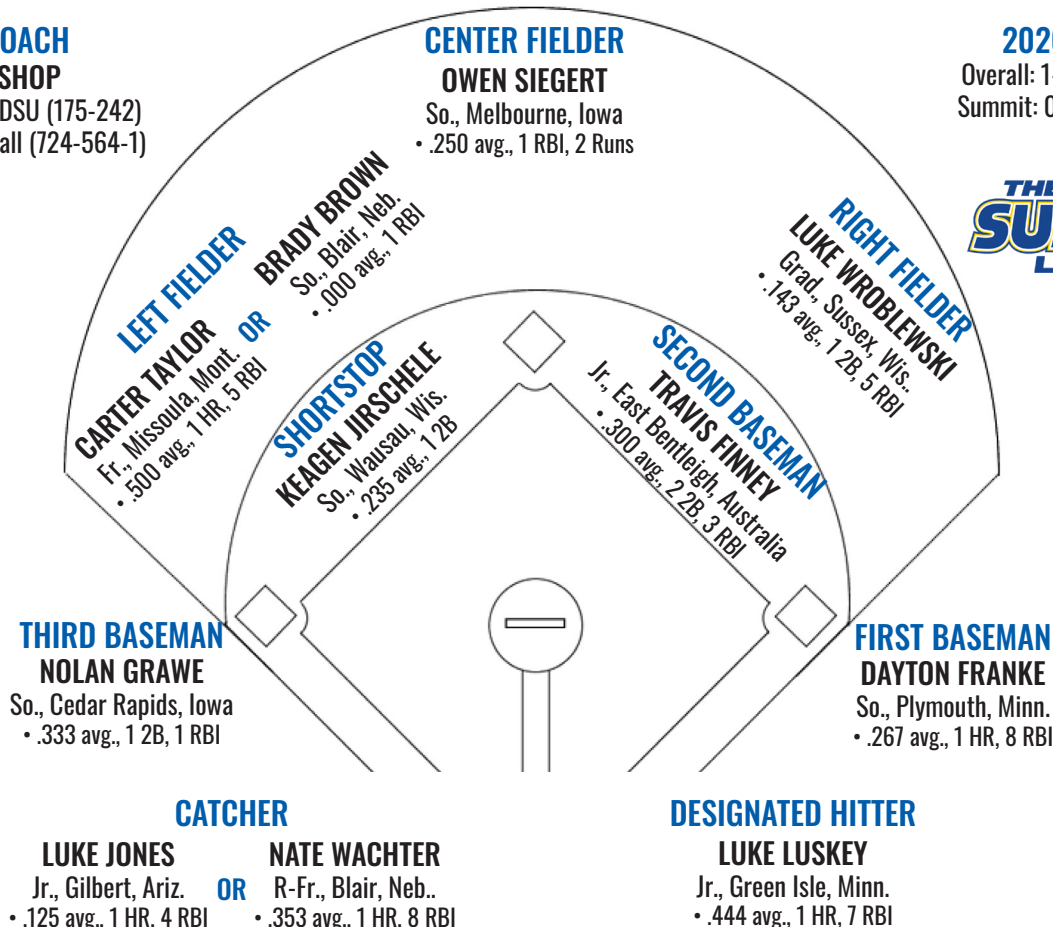 OACH
SHOP
DSU (175-242)
all (724-564-1)
CENTER FIELDER
OWEN SIEGERT
So., Melbourne, Iowa
• .250 avg., 1 RBI, 2 Runs
2020
Overall: 1-
Summit: 0
THE
SU
L
LEFT FIELDER
CARTER TAYLOR
Fr., Missoula, Mont.
• .500 avg., 1 HR, 5 RBI
OR
BRADY BROWN
So., Blair, Neb.
• .000 avg., 1 RBI
RIGHT FIELDER
LUKE WROBLEWSKI
Grad., Sussex, Wis..
• .143 avg., 1 2B, 5 RBI
SHORTSTOP
KEAGEN JIRSCHELE
So., Wausau, Wis.
• .235 avg., 1 2B
SECOND BASEMAN
TRAVIS FINNEY
Jr., East Bentleigh, Australia
• .300 avg., 2 2B, 3 RBI
THIRD BASEMAN
NOLAN GRAWE
So., Cedar Rapids, Iowa
• .333 avg., 1 2B, 1 RBI
FIRST BASEMAN
DAYTON FRANKE
So., Plymouth, Minn.
• .267 avg., 1 HR, 8 RBI
CATCHER
LUKE JONES
Jr., Gilbert, Ariz.
• .125 avg., 1 HR, 4 RBI
OR
NATE WACHTER
R-Fr., Blair, Neb..
• .353 avg., 1 HR, 8 RBI
DESIGNATED HITTER
LUKE LUSKEY
Jr., Green Isle, Minn.
• .444 avg., 1 HR, 7 RBI